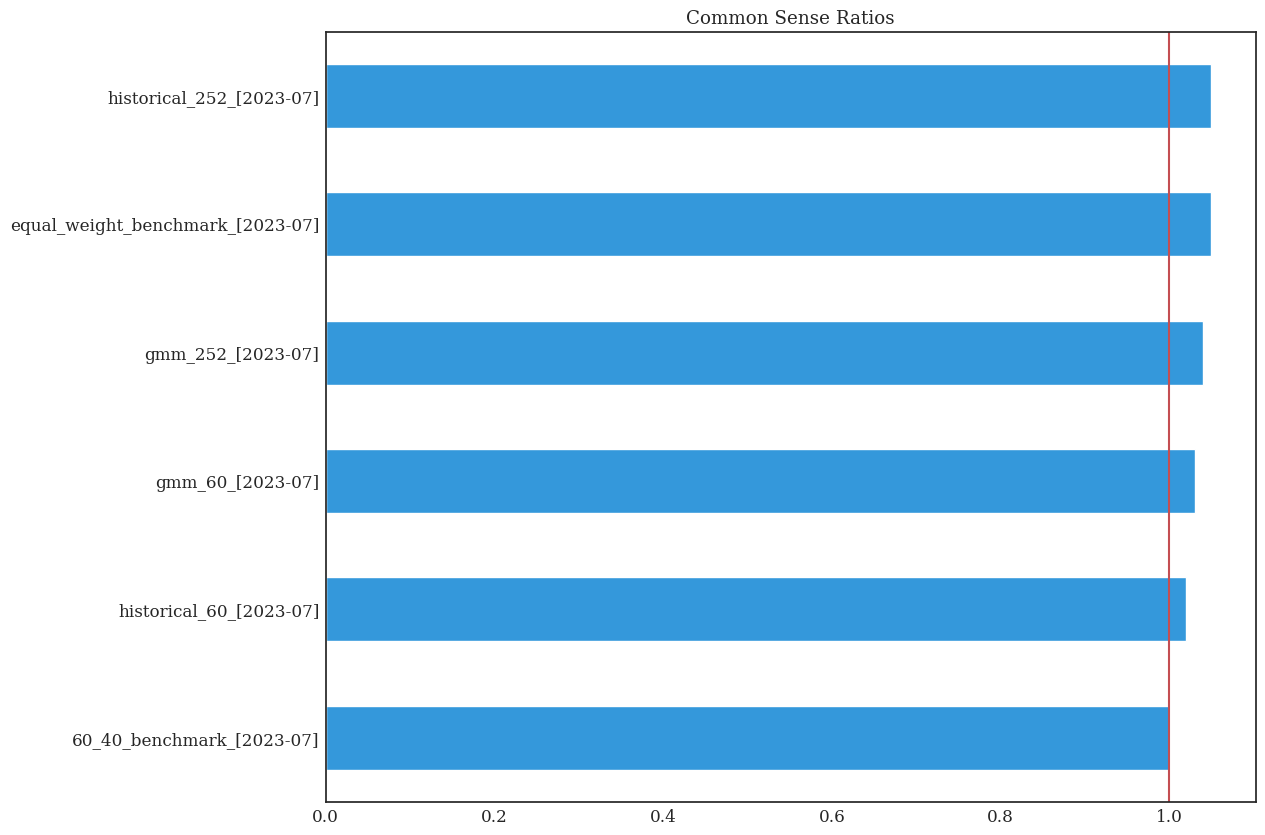 Common Sense Ratios
historical_252_[2023-07]
equal_weight_benchmark_[2023-07]
gmm_252_[2023-07]
gmm_60_[2023-07]
historical_60_[2023-07]
60_40_benchmark_[2023-07]
0.0 0.2 0.4 0.6 0.8 1.0